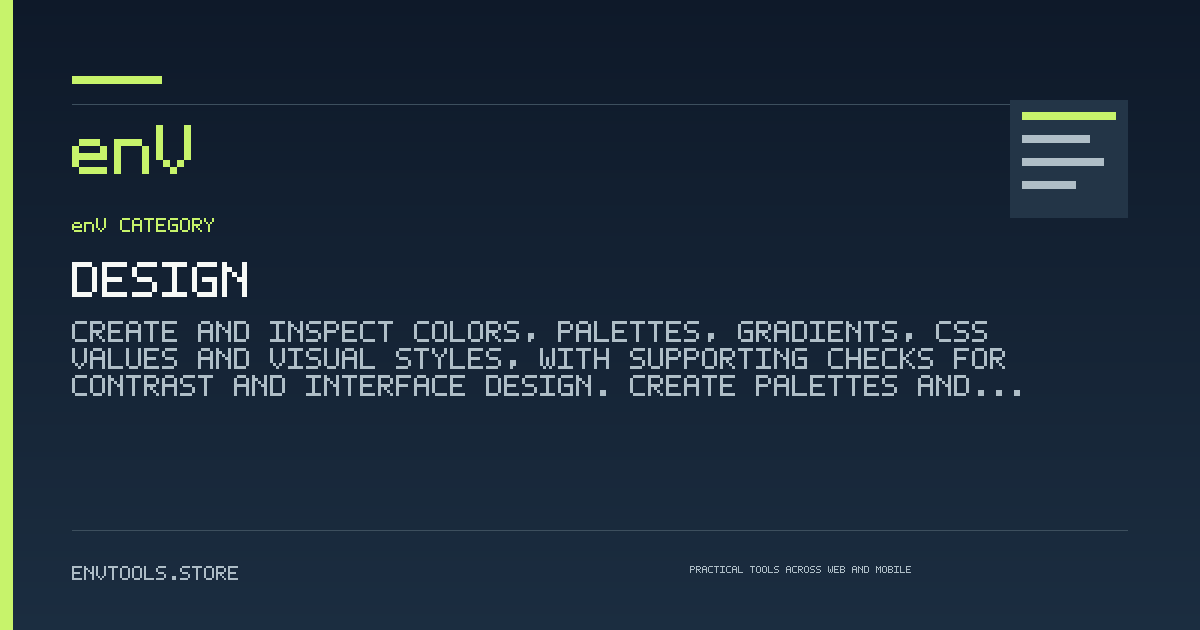 enV
enV CATEGORY
DESIGN
CREATE AND INSPECT COLORS, PALETTES, GRADIENTS, CSS
VALUES AND VISUAL STYLES, WITH SUPPORTING CHECKS FOR
CONTRAST AND INTERFACE DESIGN. CREATE PALETTES AND...
ENVTOOLS.STORE
PRACTICAL TOOLS ACROSS WEB AND MOBILE